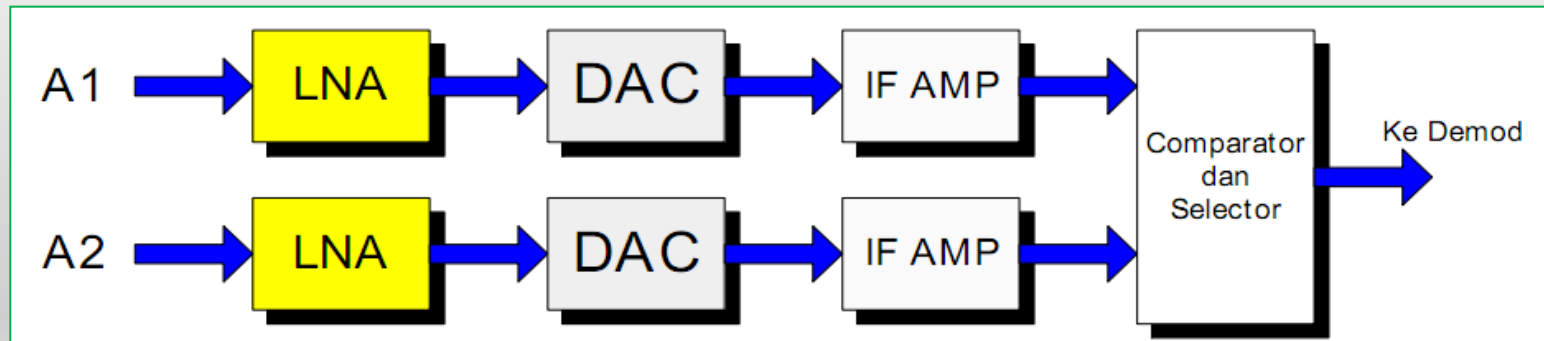 A1
LNA
DAC
IF AMP
Comparator
dan
Selector
Ke Demod
A2
LNA
DAC
IF AMP